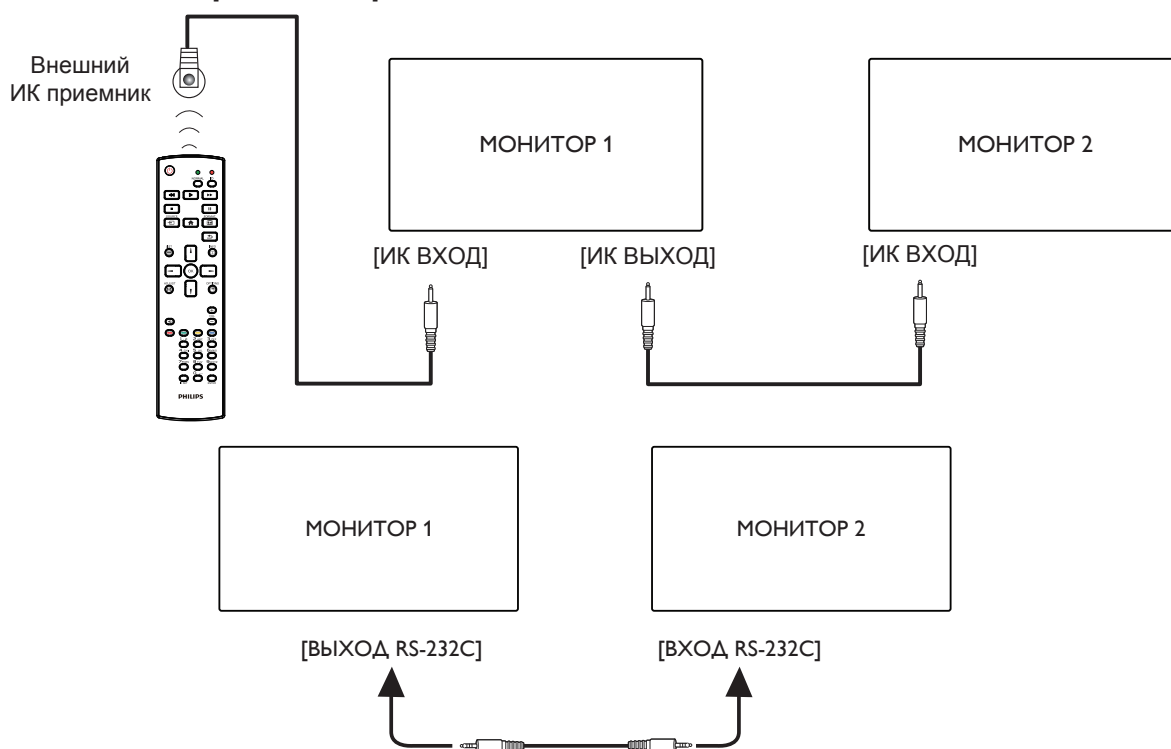 Внешний
ИК приемник
МОНИТОР 1
МОНИТОР 2
[ИК ВХОД]
[ИК ВЫХОД]
[ИК ВХОД]
PHILIPS
МОНИТОР 1
МОНИТОР 2
[ВЫХОД RS-232C]
[ВХОД RS-232C]